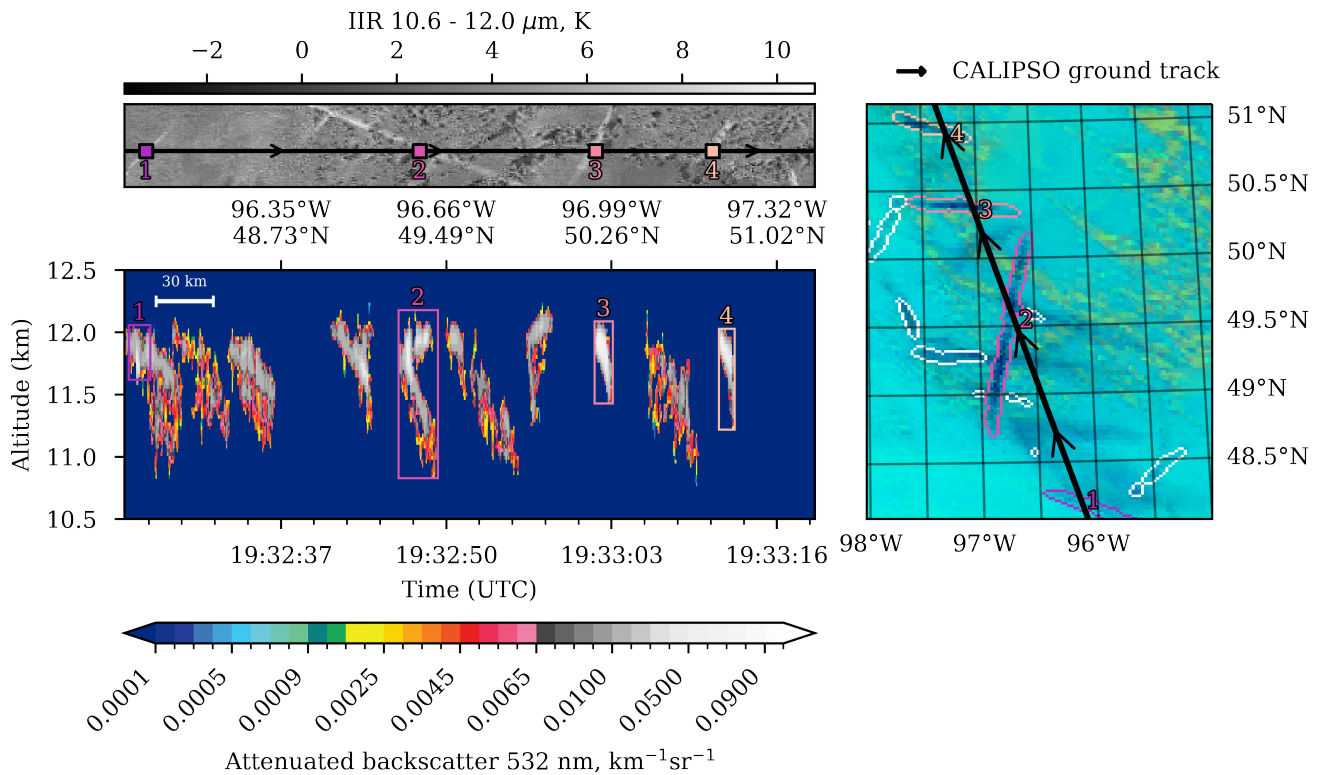 IIR 10.6 - 12.0 μm, K
−2 0 2 4 6 8 10
1 2 3 4
96.35°W 96.66°W 96.99°W 97.32°W
48.73°N 49.49°N 50.26°N 51.02°N
12.5
12.0
11.5
11.0
10.5
Altitude (km)
30 km
1 2 3 4
19:32:37 19:32:50 19:33:03 19:33:16
Time (UTC)
0.0001 0.0005 0.0009 0.0025 0.0045 0.0065 0.0100 0.0500 0.0900
Attenuated backscatter 532 nm, km⁻¹sr⁻¹
CALIPSO ground track
4
3
2
1
51°N
50.5°N
50°N
49.5°N
49°N
48.5°N
98°W 97°W 96°W